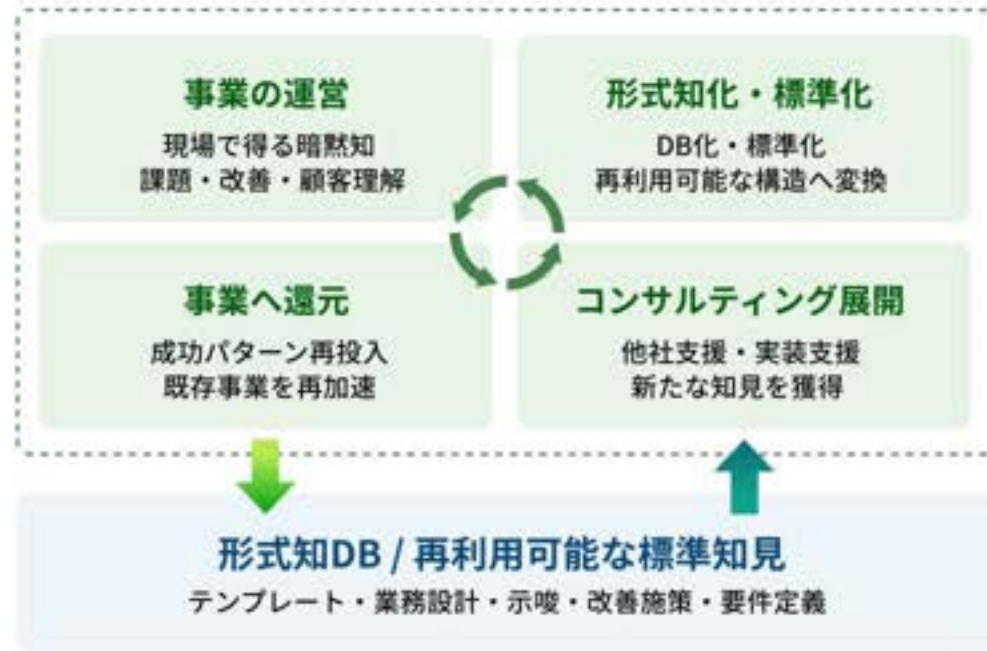 事業の運営
現場で得る暗黙知
課題・改善・顧客理解
形式知化・標準化
DB化・標準化
再利用可能な構造へ変換
事業へ還元
成功パターン再投入
既存事業を再加速
コンサルティング展開
他社支援・実装支援
新たな知見を獲得
形式知DB / 再利用可能な標準知見
テンプレート・業務設計・示唆・改善施策・要件定義